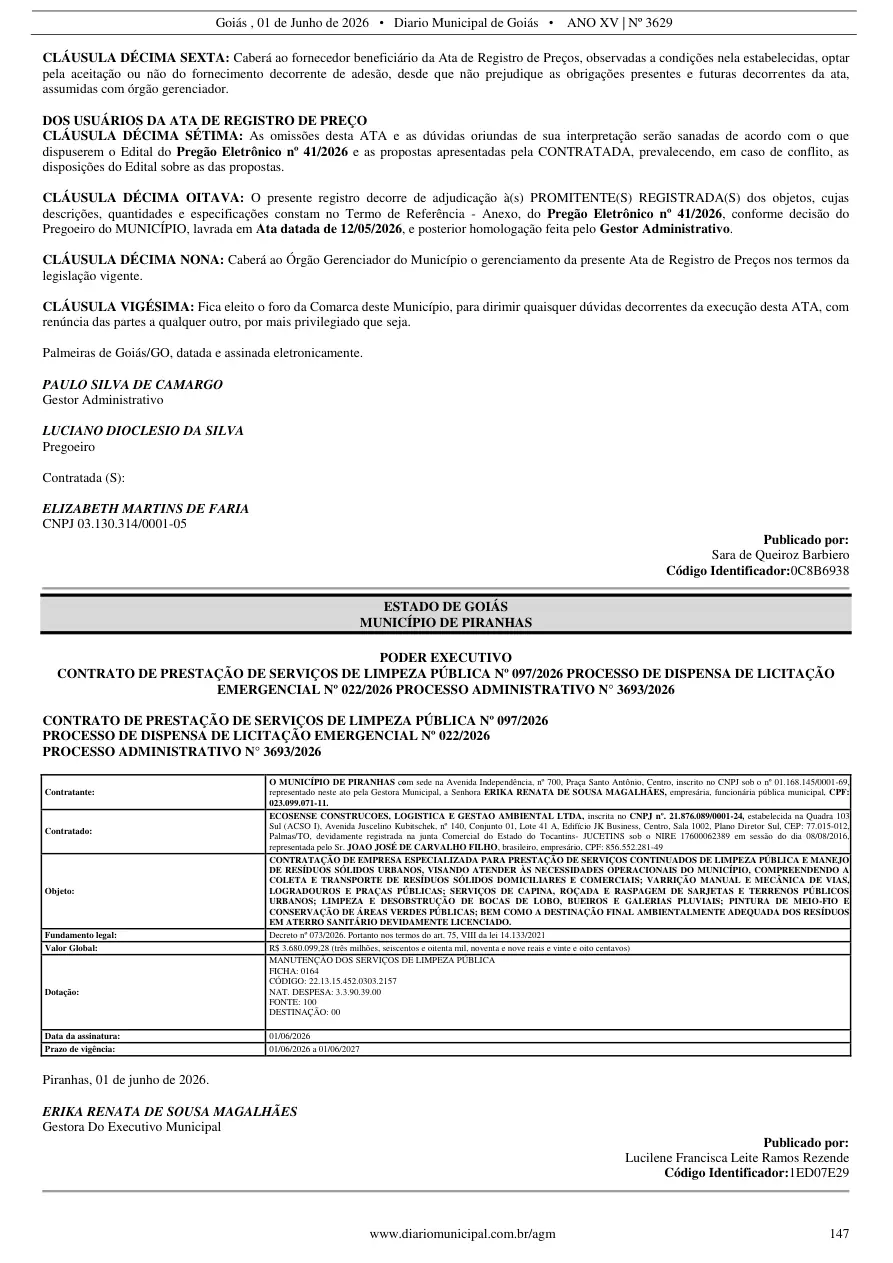 Goiás , 01 de Junho de 2026 • Diario Municipal de Goiás • ANO XV | Nº 3629
CLÁUSULA DÉCIMA SEXTA: Caberá ao fornecedor beneficiário da Ata de Registro de Preços, observadas a condições nela estabelecidas, optar
pela aceitação ou não do fornecimento decorrente de adesão, desde que não prejudique as obrigações presentes e futuras decorrentes da ata,
assumidas com órgão gerenciador.
DOS USUÁRIOS DA ATA DE REGISTRO DE PREÇO
CLÁUSULA DÉCIMA SÉTIMA: As omissões desta ATA e as dúvidas oriundas de sua interpretação serão sanadas de acordo com o que
dispuserem o Edital do Pregão Eletrônico nº 41/2026 e as propostas apresentadas pela CONTRATADA, prevalecendo, em caso de conflito, as
disposições do Edital sobre as das propostas.
CLÁUSULA DÉCIMA OITAVA: O presente registro decorre de adjudicação à(s) PROMITENTE(S) REGISTRADA(S) dos objetos, cujas
descrições, quantidades e especificações constam no Termo de Referência - Anexo, do Pregão Eletrônico nº 41/2026, conforme decisão do
Pregoeiro do MUNICÍPIO, lavrada em Ata datada de 12/05/2026, e posterior homologação feita pelo Gestor Administrativo.
CLÁUSULA DÉCIMA NONA: Caberá ao Órgão Gerenciador do Município o gerenciamento da presente Ata de Registro de Preços nos termos da
legislação vigente.
CLÁUSULA VIGÉSIMA: Fica eleito o foro da Comarca deste Município, para dirimir quaisquer dúvidas decorrentes da execução desta ATA, com
renúncia das partes a qualquer outro, por mais privilegiado que seja.
Palmeiras de Goiás/GO, datada e assinada eletronicamente.
PAULO SILVA DE CAMARGO
Gestor Administrativo
LUCIANO DIOCLESIO DA SILVA
Pregoeiro
Contratada (S):
ELIZABETH MARTINS DE FARIA
CNPJ 03.130.314/0001-05
Publicado por:
Sara de Queiroz Barbiero
Código Identificador:0C8B6938
ESTADO DE GOIÁS
MUNICÍPIO DE PIRANHAS
PODER EXECUTIVO
CONTRATO DE PRESTAÇÃO DE SERVIÇOS DE LIMPEZA PÚBLICA Nº 097/2026 PROCESSO DE DISPENSA DE LICITAÇÃO
EMERGENCIAL Nº 022/2026 PROCESSO ADMINISTRATIVO N° 3693/2026
CONTRATO DE PRESTAÇÃO DE SERVIÇOS DE LIMPEZA PÚBLICA Nº 097/2026
PROCESSO DE DISPENSA DE LICITAÇÃO EMERGENCIAL Nº 022/2026
PROCESSO ADMINISTRATIVO N° 3693/2026
Contratante:
O MUNICÍPIO DE PIRANHAS com sede na Avenida Independência, nº 700, Praça Santo Antônio, Centro, inscrito no CNPJ sob o nº 01.168.145/0001-69,
representado neste ato pela Gestora Municipal, a Senhora ERIKA RENATA DE SOUSA MAGALHÃES, empresária, funcionária pública municipal, CPF:
023.099.071-11.
Contratado:
ECOSENSE CONSTRUCOES, LOGISTICA E GESTAO AMBIENTAL LTDA, inscrita no CNPJ nº. 21.876.089/0001-24, estabelecida na Quadra 103
Sul (ACSO I), Avenida Juscelino Kubitschek, nº 140, Conjunto 01, Lote 41 A, Edifício JK Business, Centro, Sala 1002, Plano Diretor Sul, CEP: 77.015-012,
Palmas/TO, devidamente registrada na junta Comercial do Estado do Tocantins- JUCETINS sob o NIRE 17600062389 em sessão do dia 08/08/2016,
representada pelo Sr. JOAO JOSÉ DE CARVALHO FILHO, brasileiro, empresário, CPF: 856.552.281-49
Objeto:
CONTRATAÇÃO DE EMPRESA ESPECIALIZADA PARA PRESTAÇÃO DE SERVIÇOS CONTINUADOS DE LIMPEZA PÚBLICA E MANEJO
DE RESÍDUOS SÓLIDOS URBANOS, VISANDO ATENDER ÀS NECESSIDADES OPERACIONAIS DO MUNICÍPIO, COMPREENDENDO A
COLETA E TRANSPORTE DE RESÍDUOS SÓLIDOS DOMICILIARES E COMERCIAIS; VARRIÇÃO MANUAL E MECÂNICA DE VIAS,
LOGRADOUROS E PRAÇAS PÚBLICAS; SERVIÇOS DE CAPINA, ROÇADA E RASPAGEM DE SARJETAS E TERRENOS PÚBLICOS
URBANOS; LIMPEZA E DESOBSTRUÇÃO DE BOCAS DE LOBO, BUEIROS E GALERIAS PLUVIAIS; PINTURA DE MEIO-FIO E
CONSERVAÇÃO DE ÁREAS VERDES PÚBLICAS; BEM COMO A DESTINAÇÃO FINAL AMBIENTALMENTE ADEQUADA DOS RESÍDUOS
EM ATERRO SANITÁRIO DEVIDAMENTE LICENCIADO.
Fundamento legal:
Decreto nº 073/2026. Portanto nos termos do art. 75, VIII da lei 14.133/2021
Valor Global:
R$ 3.680.099,28 (três milhões, seiscentos e oitenta mil, noventa e nove reais e vinte e oito centavos)
Dotação:
MANUTENÇÃO DOS SERVIÇOS DE LIMPEZA PÚBLICA
FICHA: 0164
CÓDIGO: 22.13.15.452.0303.2157
NAT. DESPESA: 3.3.90.39.00
FONTE: 100
DESTINAÇÃO: 00
Data da assinatura:
01/06/2026
Prazo de vigência:
01/06/2026 a 01/06/2027
Piranhas, 01 de junho de 2026.
ERIKA RENATA DE SOUSA MAGALHÃES
Gestora Do Executivo Municipal
Publicado por:
Lucilene Francisca Leite Ramos Rezende
Código Identificador:1ED07E29
www.diariomunicipal.com.br/agm
147